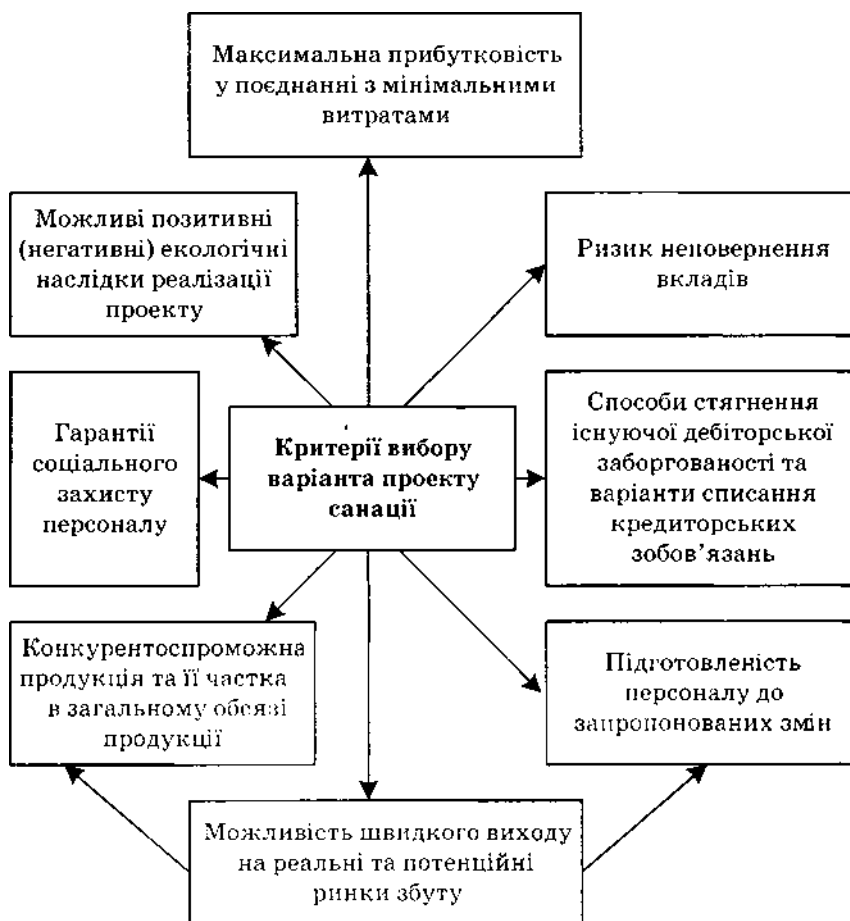 Максимальна прибутковість
у поєднанні з мінімальними
витратами
Можливі позитивні
(негативні) екологічні
наслідки реалізації
проекту
Ризик неповернення
вкладів
Гарантії
соціального
захисту
персоналу
Критерії вибору
варіанта проекту
санації
Способи стягнення
існуючої дебіторської
заборгованості та
варіанти списання
кредиторських
зобов’язань
Конкурентоспроможна
продукція та її частка
в загальному обсязі
продукції
Підготовленість
персоналу до
запропонованих змін
Можливість швидкого виходу
на реальні та потенційні
ринки збуту